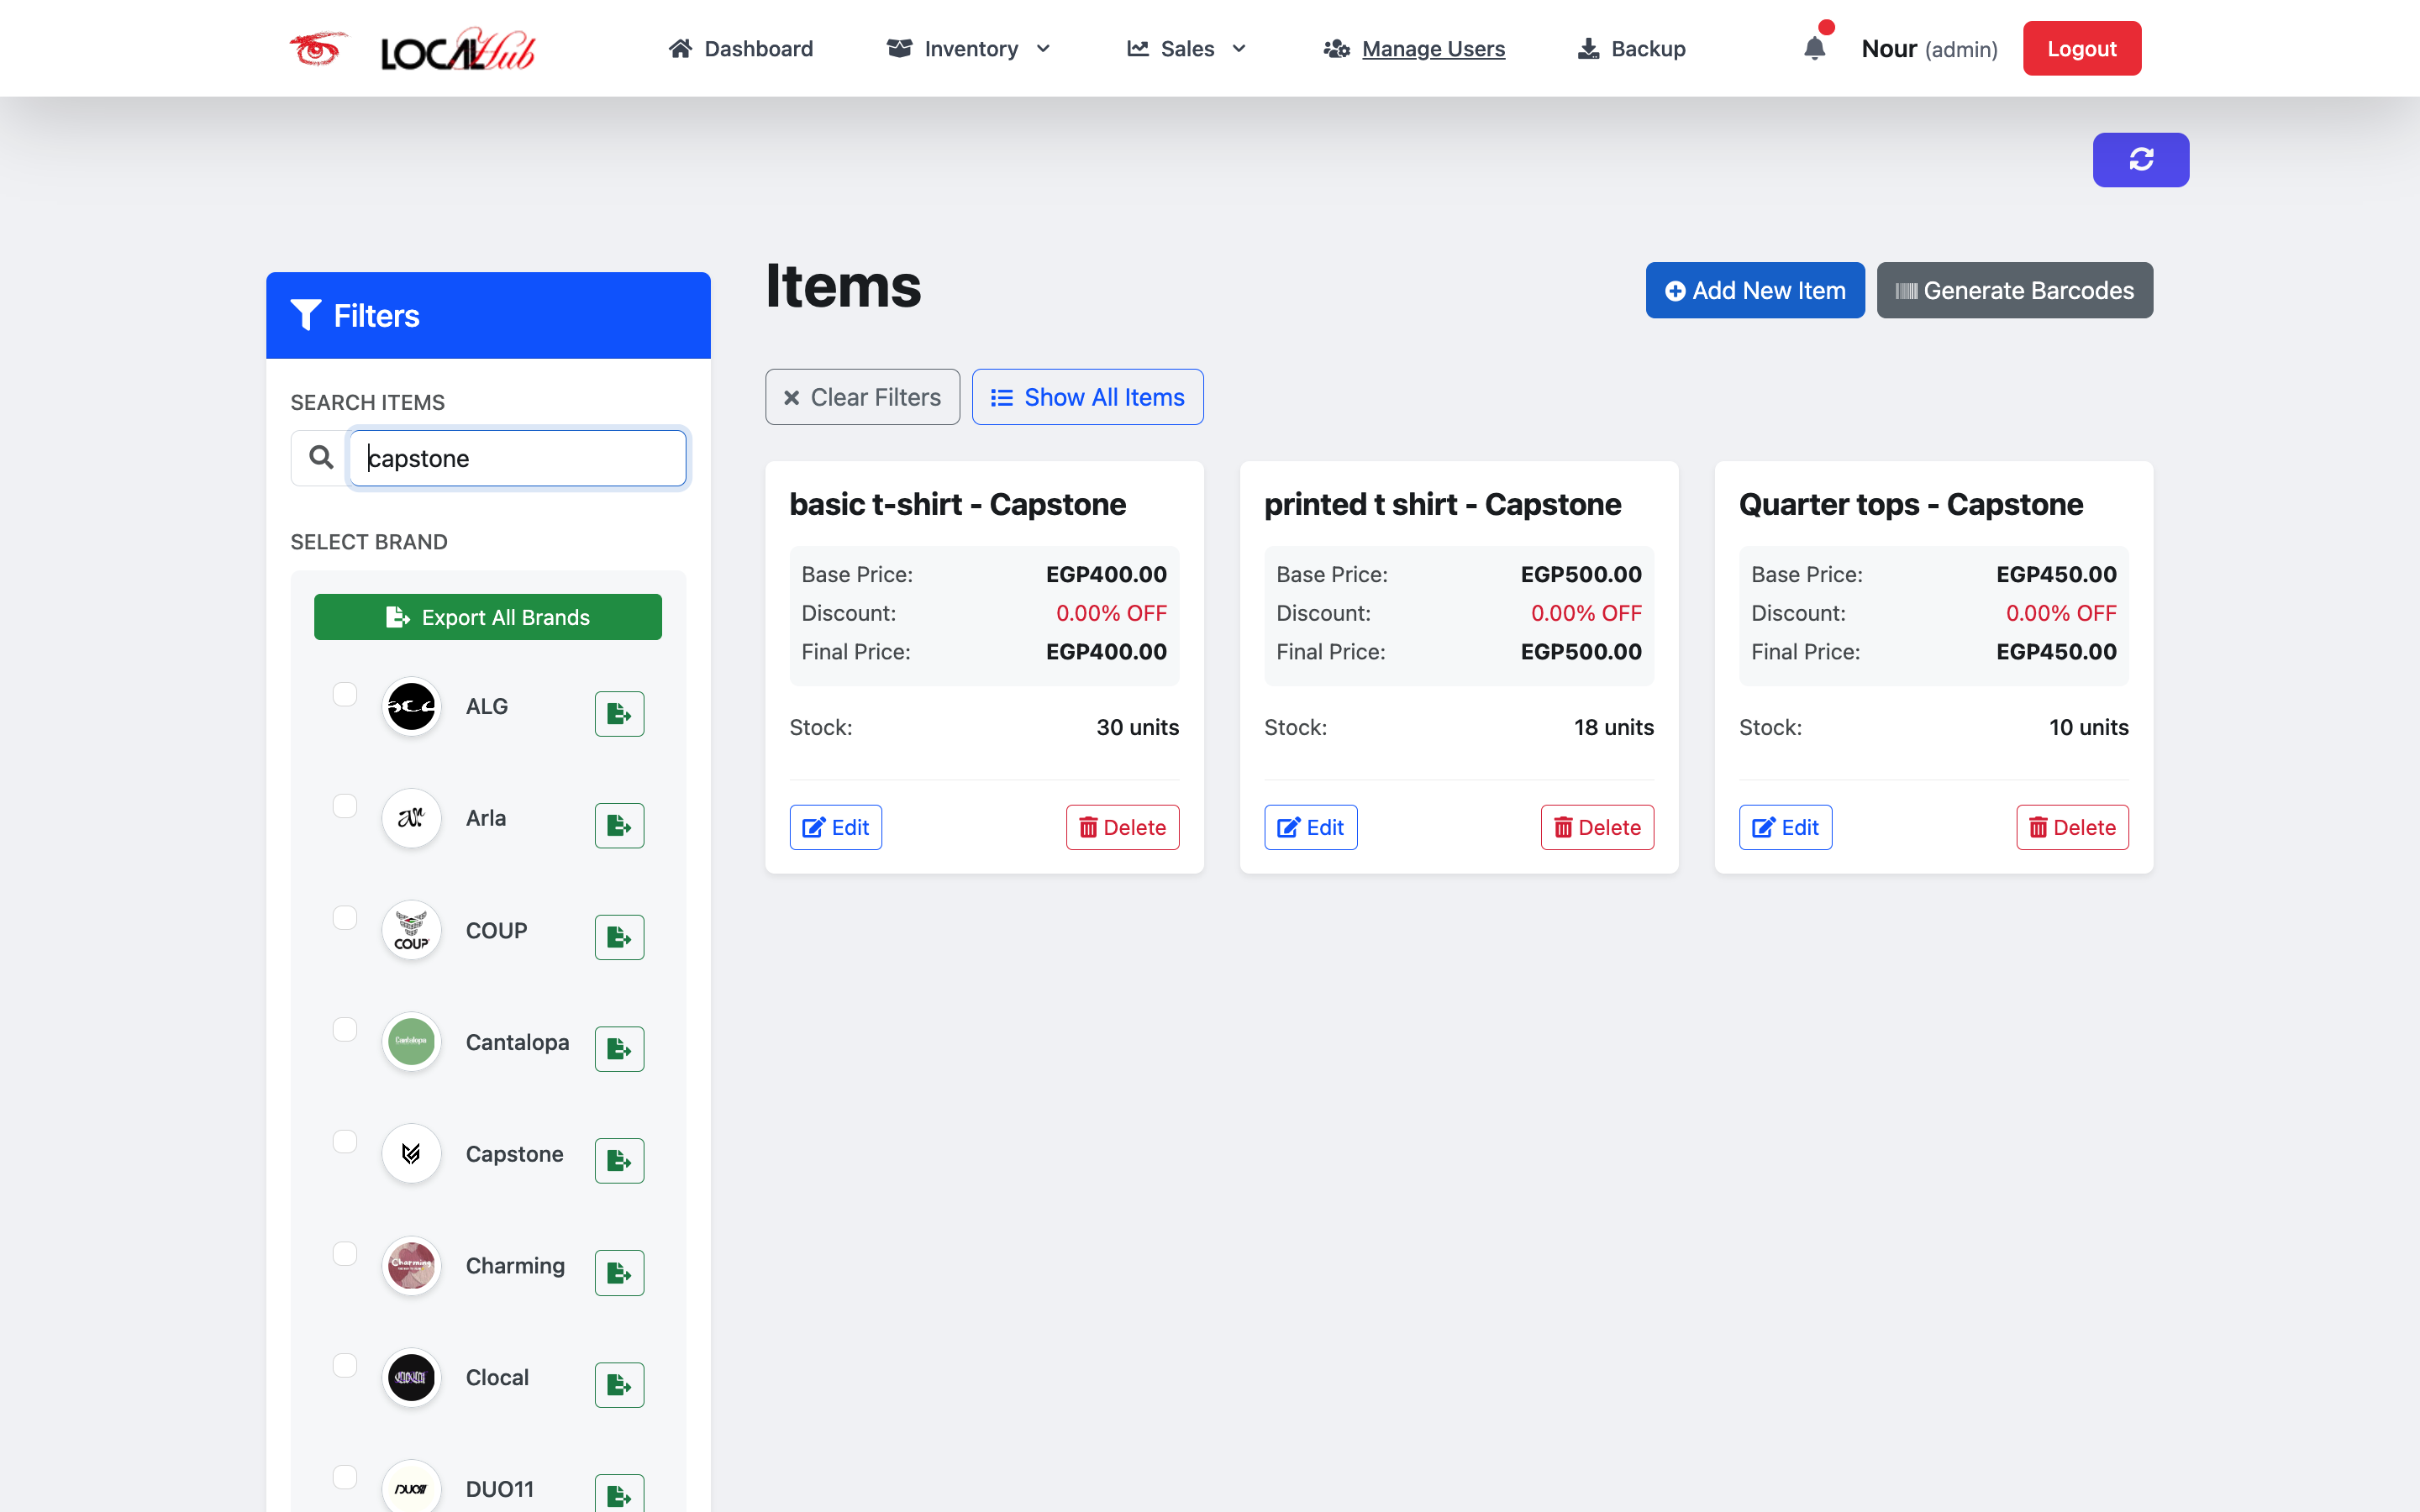 LOCALHub
Dashboard
Inventory
Sales
Manage Users
Backup
Nour (admin)
Logout
Filters
SEARCH ITEMS
capstone
SELECT BRAND
Export All Brands
ALG
Arla
COUP
COUP
Cantalopa
Cantalopa
Capstone
Charming
Charming
Clocal
DUO11
DUO11
Items
Add New Item
Generate Barcodes
Clear Filters
Show All Items
basic t-shirt - Capstone
Base Price: EGP400.00
Discount: 0.00% OFF
Final Price: EGP400.00
Stock: 30 units
Edit
Delete
printed t shirt - Capstone
Base Price: EGP500.00
Discount: 0.00% OFF
Final Price: EGP500.00
Stock: 18 units
Edit
Delete
Quarter tops - Capstone
Base Price: EGP450.00
Discount: 0.00% OFF
Final Price: EGP450.00
Stock: 10 units
Edit
Delete